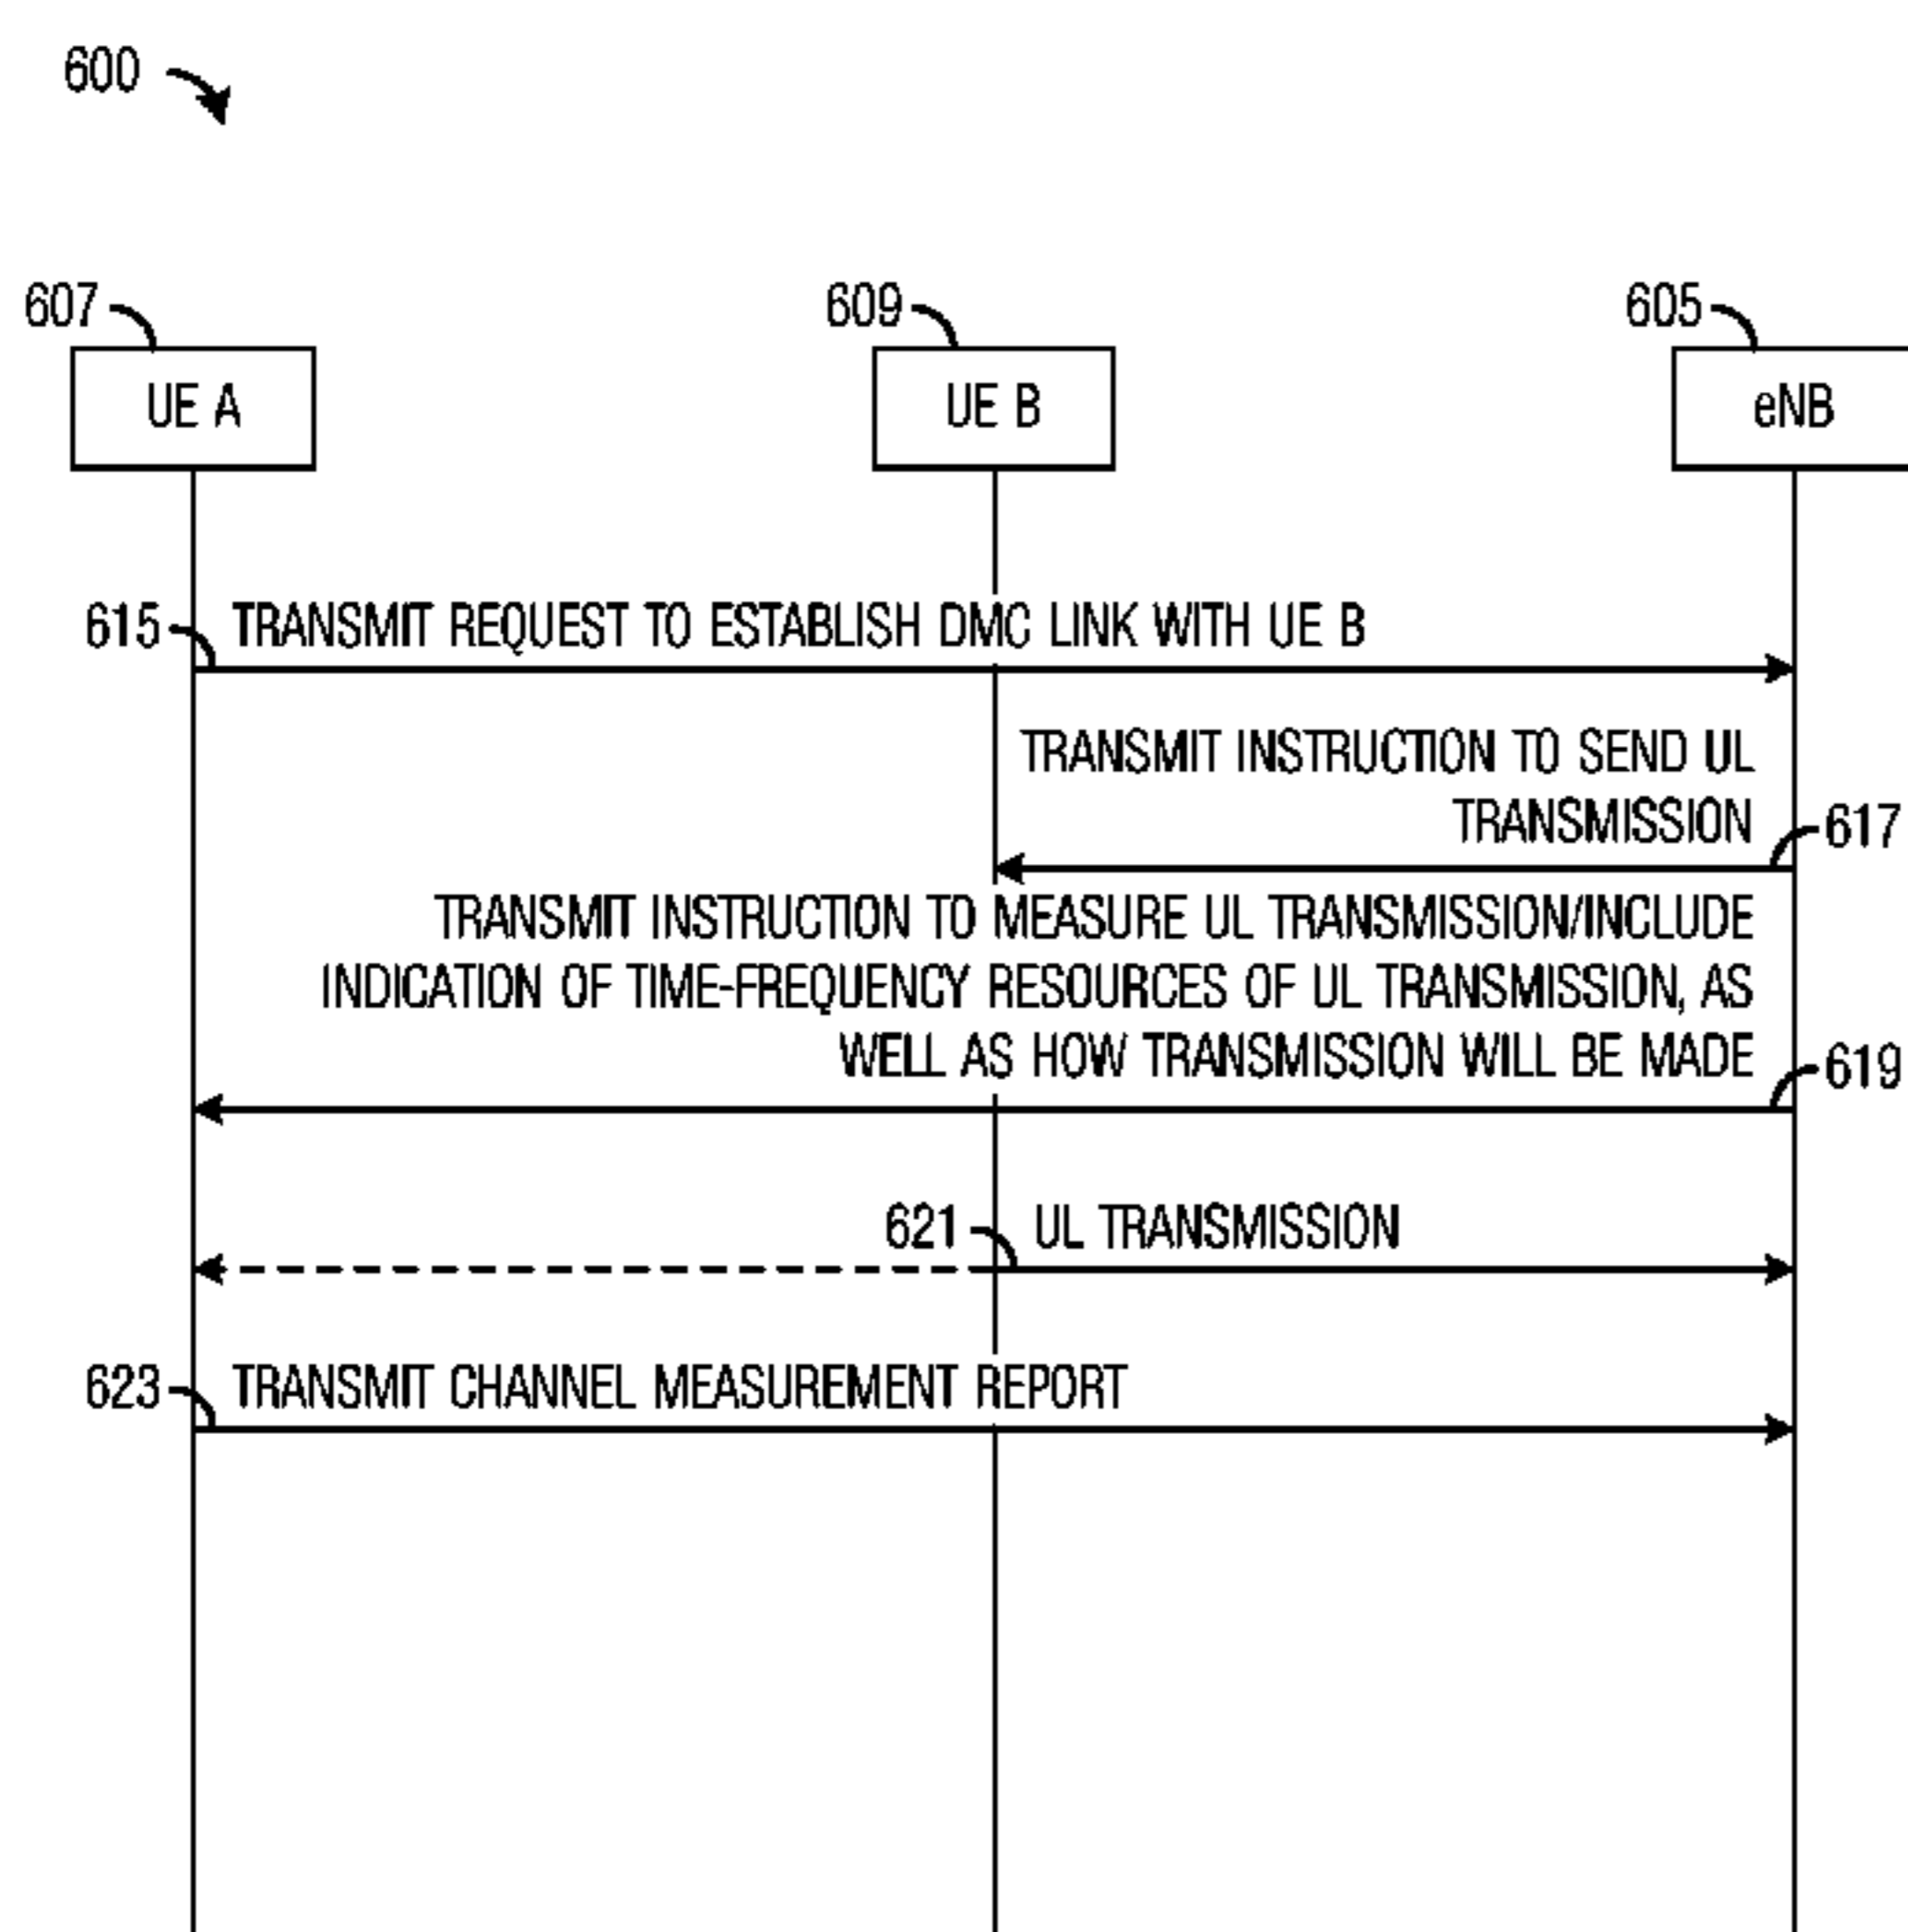 600
607
609
605
UE A
UE B
eNB
615
TRANSMIT REQUEST TO ESTABLISH DMC LINK WITH UE B
TRANSMIT INSTRUCTION TO SEND UL
TRANSMISSION
617
TRANSMIT INSTRUCTION TO MEASURE UL TRANSMISSION/INCLUDE
INDICATION OF TIME-FREQUENCY RESOURCES OF UL TRANSMISSION, AS
WELL AS HOW TRANSMISSION WILL BE MADE
619
621
UL TRANSMISSION
623
TRANSMIT CHANNEL MEASUREMENT REPORT